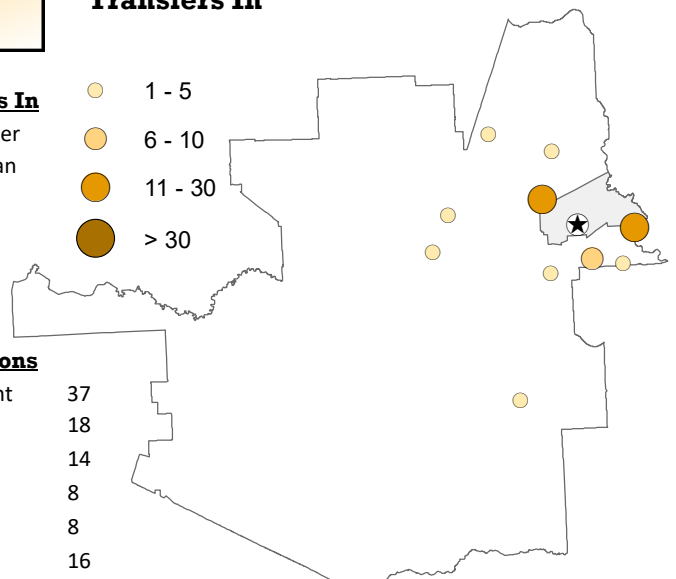 Transfers In
s In
er
an
1 - 5
6 - 10
11 - 30
> 30
ons
nt 37
18
14
8
8
16